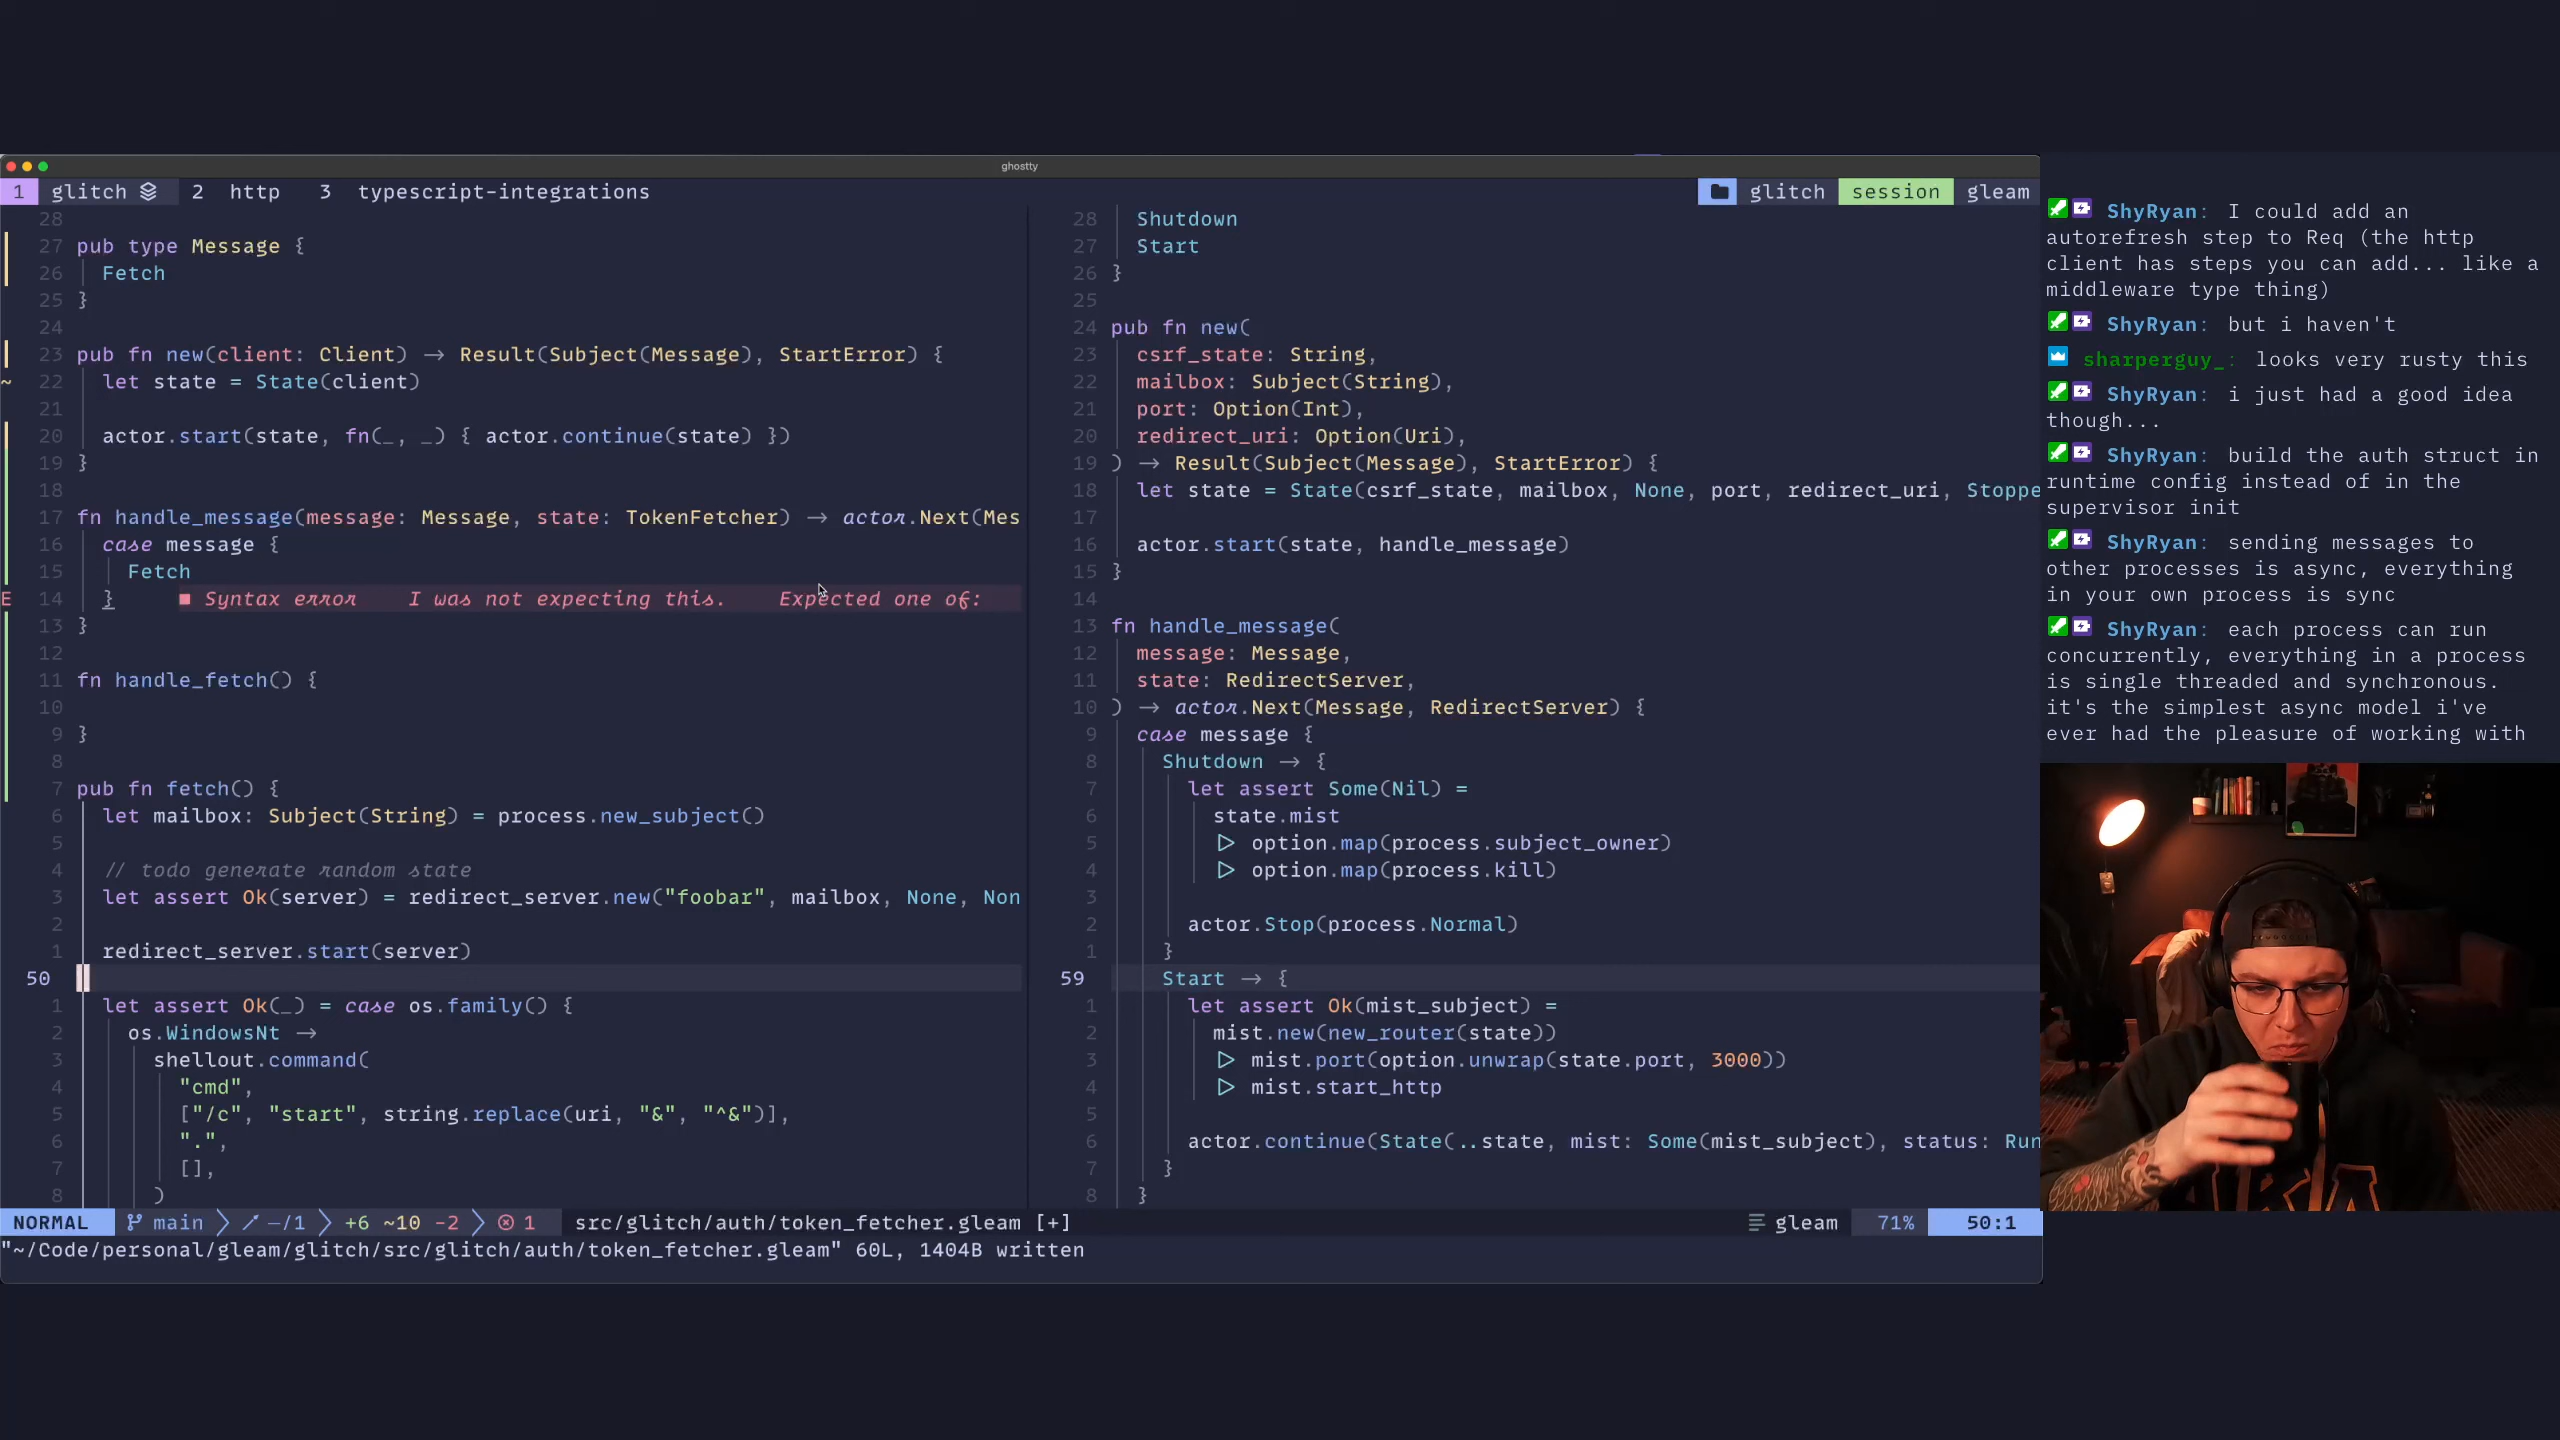 ghostty
1 glitch 2 http 3 typescript-integrations
glitch session gleam
28
27 pub type Message {
26 Fetch
25 }
24
23 pub fn new(client: Client) → Result(Subject(Message), StartError) {
~ 22 let state = State(client)
21
20 actor.start(state, fn(_, _) { actor.continue(state) })
19 }
18
17 fn handle_message(message: Message, state: TokenFetcher) → actor.Next(Mes
16 case message {
15 Fetch
E 14 } ■ Syntax error I was not expecting this. Expected one of:
13 }
12
11 fn handle_fetch() {
10
9 }
8
7 pub fn fetch() {
6 let mailbox: Subject(String) = process.new_subject()
5
4 // todo generate random state
3 let assert Ok(server) = redirect_server.new("foobar", mailbox, None, Non
2
1 redirect_server.start(server)
50
1 let assert Ok(_) = case os.family() {
2 os.WindowsNt →
3 shellout.command(
4 "cmd",
5 ["/c", "start", string.replace(uri, "&", "^&")],
6 ".",
7 [],
8 )
28 Shutdown
27 Start
26 }
25
24 pub fn new(
23 csrf_state: String,
22 mailbox: Subject(String),
21 port: Option(Int),
20 redirect_uri: Option(Uri),
19 ) → Result(Subject(Message), StartError) {
18 let state = State(csrf_state, mailbox, None, port, redirect_uri, Stoppe
17
16 actor.start(state, handle_message)
15 }
14
13 fn handle_message(
12 message: Message,
11 state: RedirectServer,
10 ) → actor.Next(Message, RedirectServer) {
9 case message {
8 Shutdown → {
7 let assert Some(Nil) =
6 state.mist
5 ▷ option.map(process.subject_owner)
4 ▷ option.map(process.kill)
3
2 actor.Stop(process.Normal)
1 }
59 Start → {
1 let assert Ok(mist_subject) =
2 mist.new(new_router(state))
3 ▷ mist.port(option.unwrap(state.port, 3000))
4 ▷ mist.start_http
5
6 actor.continue(State(..state, mist: Some(mist_subject), status: Run
7 }
8 }
NORMAL main −/1 +6 ~10 -2 1 src/glitch/auth/token_fetcher.gleam [+] gleam 71% 50:1
"~/Code/personal/gleam/glitch/src/glitch/auth/token_fetcher.gleam" 60L, 1404B written
ShyRyan: I could add an
autorefresh step to Req (the http
client has steps you can add... like a
middleware type thing)
ShyRyan: but i haven't
sharperguy_: looks very rusty this
ShyRyan: i just had a good idea
though...
ShyRyan: build the auth struct in
runtime config instead of in the
supervisor init
ShyRyan: sending messages to
other processes is async, everything
in your own process is sync
ShyRyan: each process can run
concurrently, everything in a process
is single threaded and synchronous.
it's the simplest async model i've
ever had the pleasure of working with